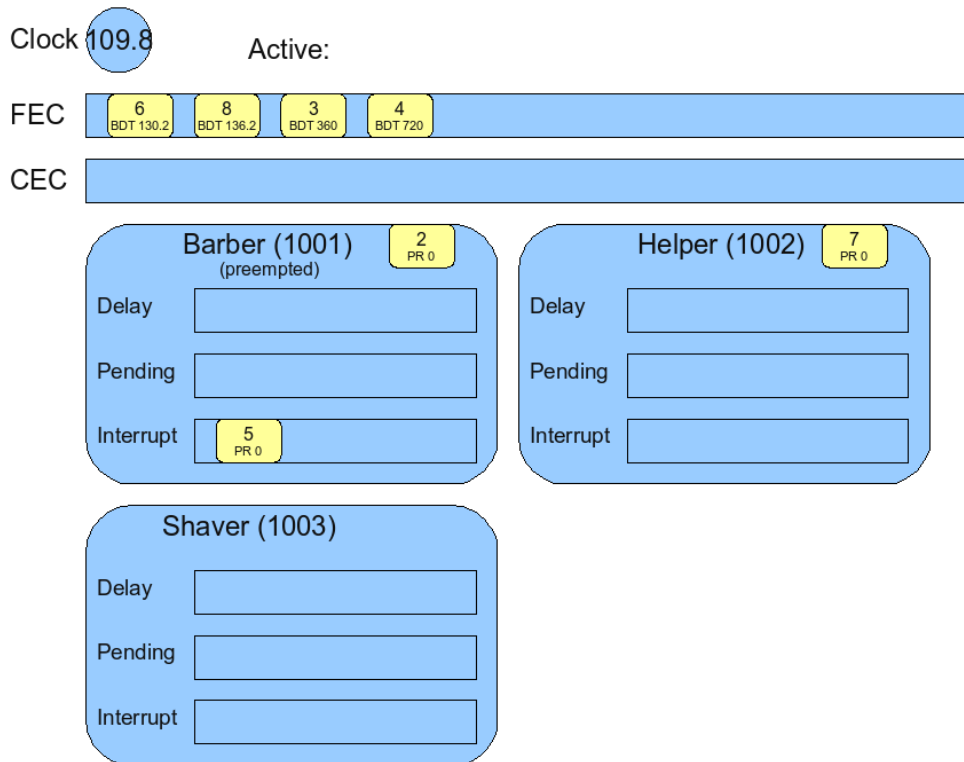 Clock 109.8 Active:
FEC
6
BDT 130.2
8
BDT 136.2
3
BDT 360
4
BDT 720
CEC
Barber (1001)
(preempted)
2
PR 0
Delay
Pending
Interrupt
5
PR 0
Helper (1002)
7
PR 0
Delay
Pending
Interrupt
Shaver (1003)
Delay
Pending
Interrupt